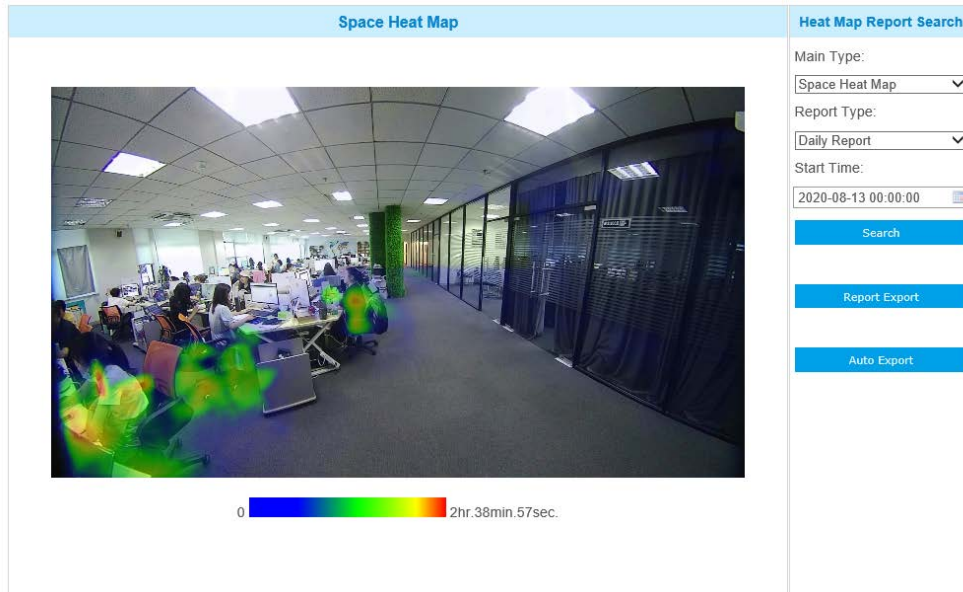 Space Heat Map
Heat Map Report Search
Main Type:
Space Heat Map
Report Type:
Daily Report
Start Time:
2020-08-13 00:00:00
Search
Report Export
Auto Export
0
2hr.38min.57sec.